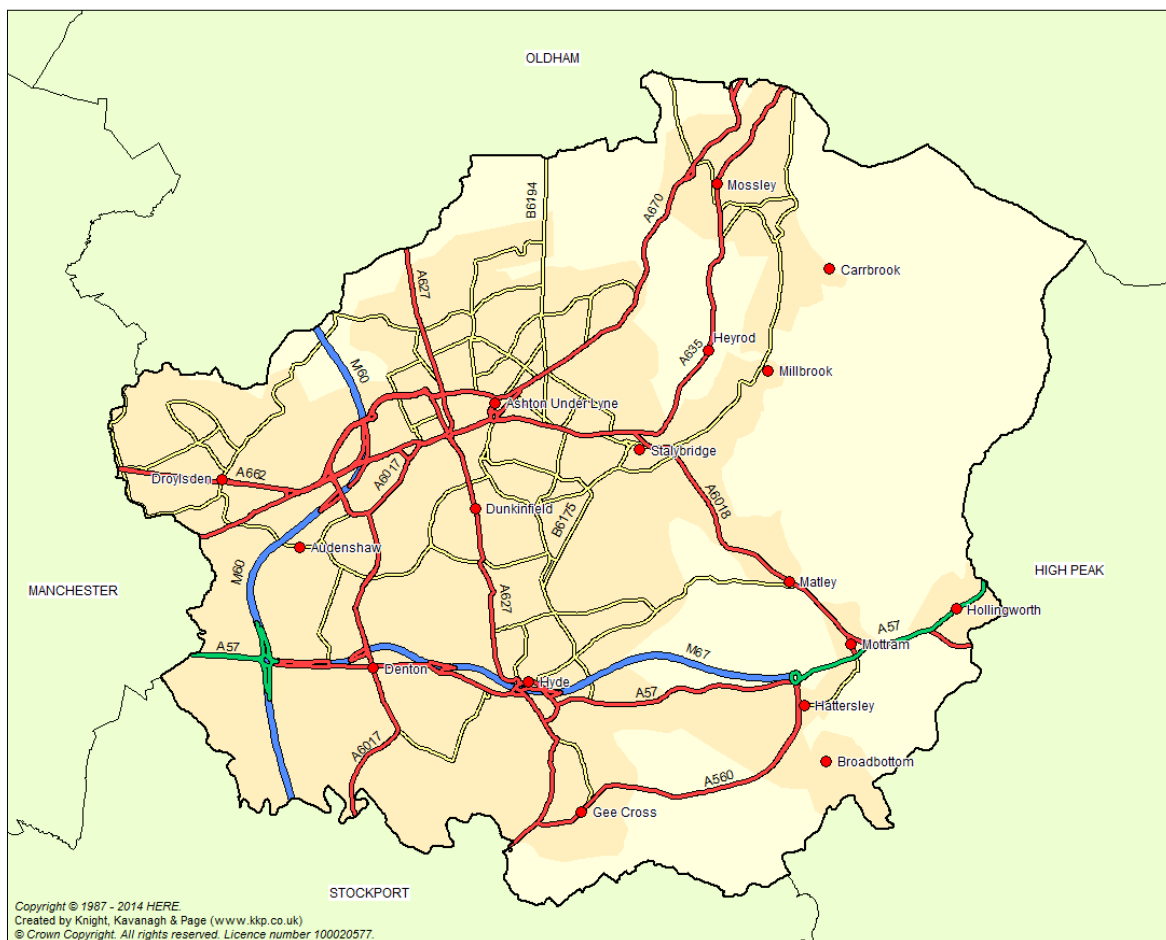 OLDHAM
B6194
A670
Mossley
Carrbrook
A627
M60
A635
Heyrod
Millbrook
Ashton Under Lyne
Stalybridge
A662
Droylsden
A6017
Dunkinfield
B6175
A6018
Audenshaw
M60
MANCHESTER
Matley
HIGH PEAK
Hollingworth
A627
A57
A57
Mottram
M67
Denton
Hyde
A57
Hattersley
A6017
Broadbottom
A560
Gee Cross
STOCKPORT
Copyright © 1987 - 2014 HERE.
Created by Knight, Kavanagh & Page (www.kkp.co.uk)
© Crown Copyright. All rights reserved. Licence number 100020577.